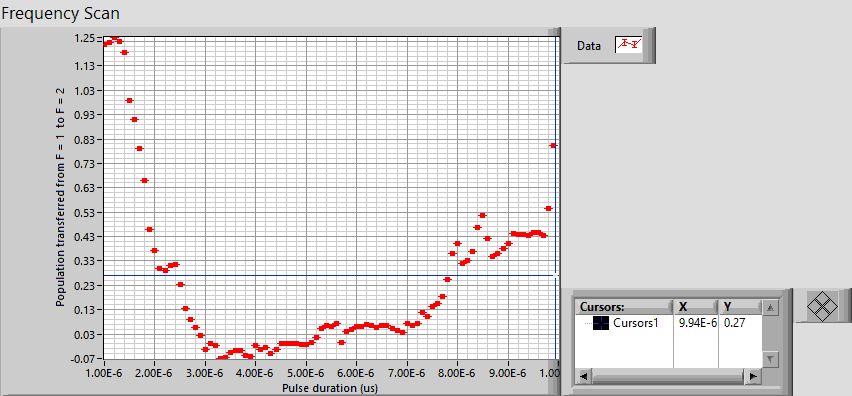 Frequency Scan
Data
Population transferred from F = 1 to F = 2
1.25
1.13
1.03
0.93
0.83
0.73
0.63
0.53
0.43
0.33
0.23
0.13
0.03
-0.07
1.00E-6 2.00E-6 3.00E-6 4.00E-6 5.00E-6 6.00E-6 7.00E-6 8.00E-6 9.00E-6 1.00
Pulse duration (us)
Cursors: X Y
Cursors1 9.94E-6 0.27